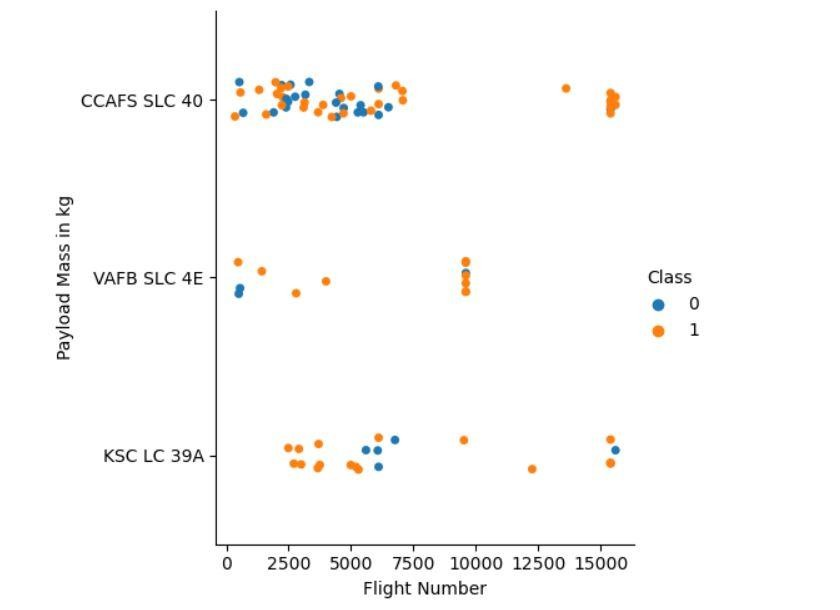 CCAFS SLC 40
VAFB SLC 4E
KSC LC 39A
Payload Mass in kg
0
2500
5000
7500
10000
12500
15000
Flight Number
Class
0
1